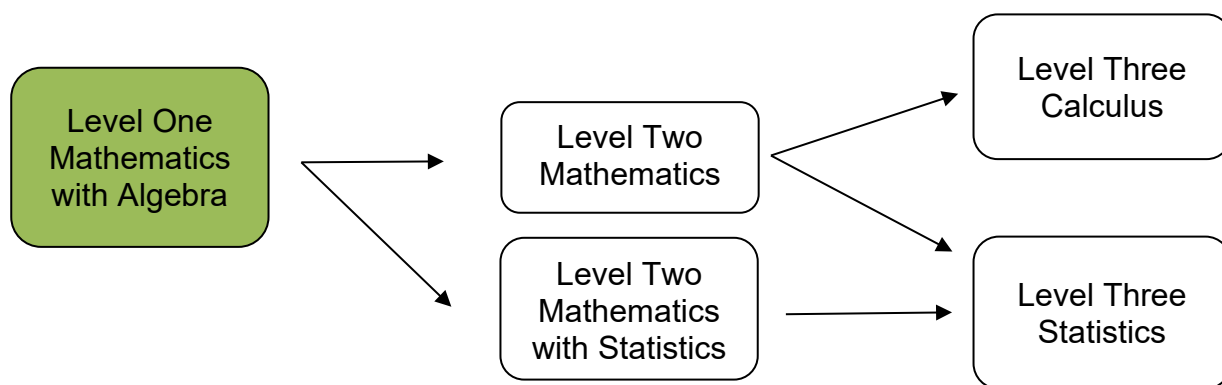 Level One
Mathematics
with Algebra
Level Two
Mathematics
Level Two
Mathematics
with Statistics
Level Three
Calculus
Level Three
Statistics